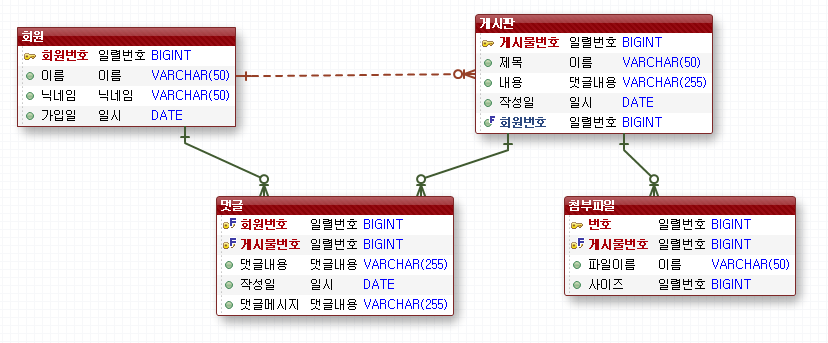 회원
회원번호 일렬번호 BIGINT
이름 이름 VARCHAR(50)
닉네임 닉네임 VARCHAR(50)
가입일 일시 DATE
게시판
게시물번호 일렬번호 BIGINT
제목 이름 VARCHAR(50)
내용 댓글내용 VARCHAR(255)
작성일 일시 DATE
회원번호 일렬번호 BIGINT
댓글
회원번호 일렬번호 BIGINT
게시물번호 일렬번호 BIGINT
댓글내용 댓글내용 VARCHAR(255)
작성일 일시 DATE
댓글메시지 댓글내용 VARCHAR(255)
첨부파일
번호 일렬번호 BIGINT
게시물번호 일렬번호 BIGINT
파일이름 이름 VARCHAR(50)
사이즈 일렬번호 BIGINT